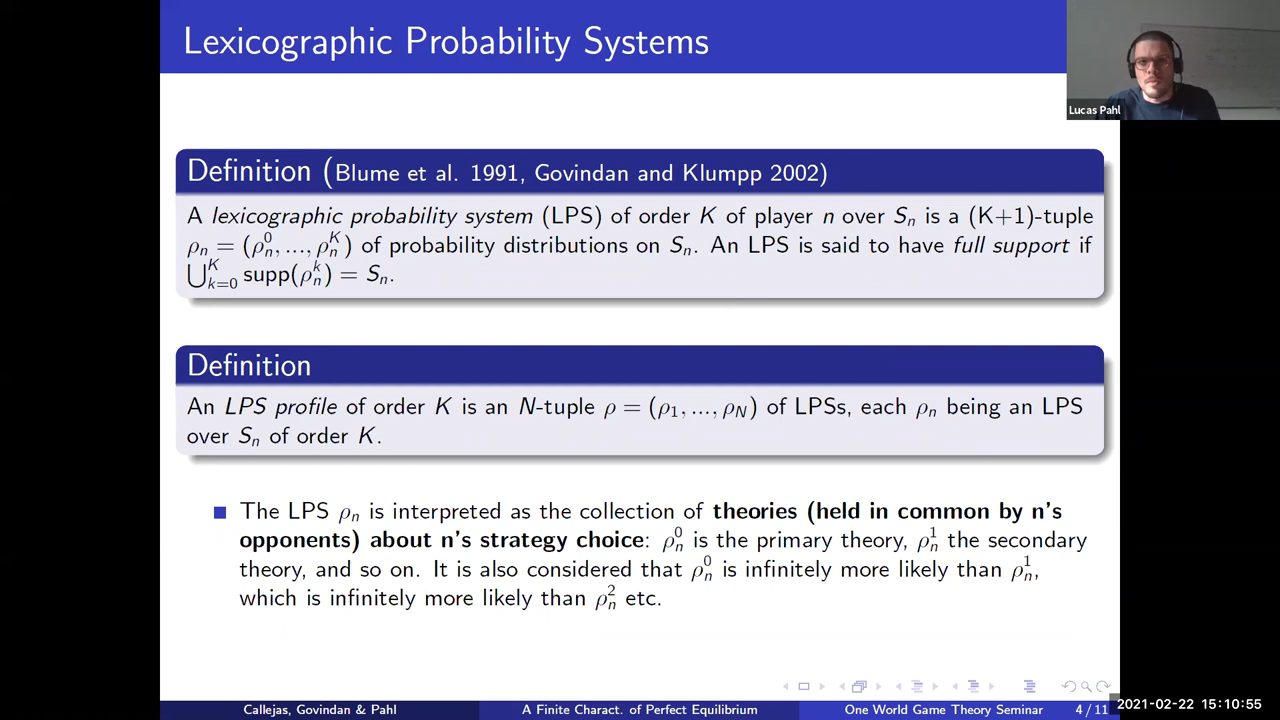 Lexicographic Probability Systems
Lucas Pahl
Definition (Blume et al. 1991, Govindan and Klumpp 2002)
A lexicographic probability system (LPS) of order K of player n over Sₙ is a (K+1)-tuple
ρₙ = (ρₙ⁰, ..., ρₙᴷ) of probability distributions on Sₙ. An LPS is said to have full support if
⋃ₖ₌₀ᴷ supp(ρₙᵏ) = Sₙ.
Definition
An LPS profile of order K is an N-tuple ρ = (ρ₁, ..., ρ_N) of LPSs, each ρₙ being an LPS
over Sₙ of order K.
The LPS ρₙ is interpreted as the collection of theories (held in common by n's
opponents) about n's strategy choice: ρₙ⁰ is the primary theory, ρₙ¹ the secondary
theory, and so on. It is also considered that ρₙ⁰ is infinitely more likely than ρₙ¹,
which is infinitely more likely than ρₙ² etc.
Callejas, Govindan & Pahl
A Finite Charact. of Perfect Equilibrium
One World Game Theory Seminar
4 / 11
2021-02-22 15:10:55